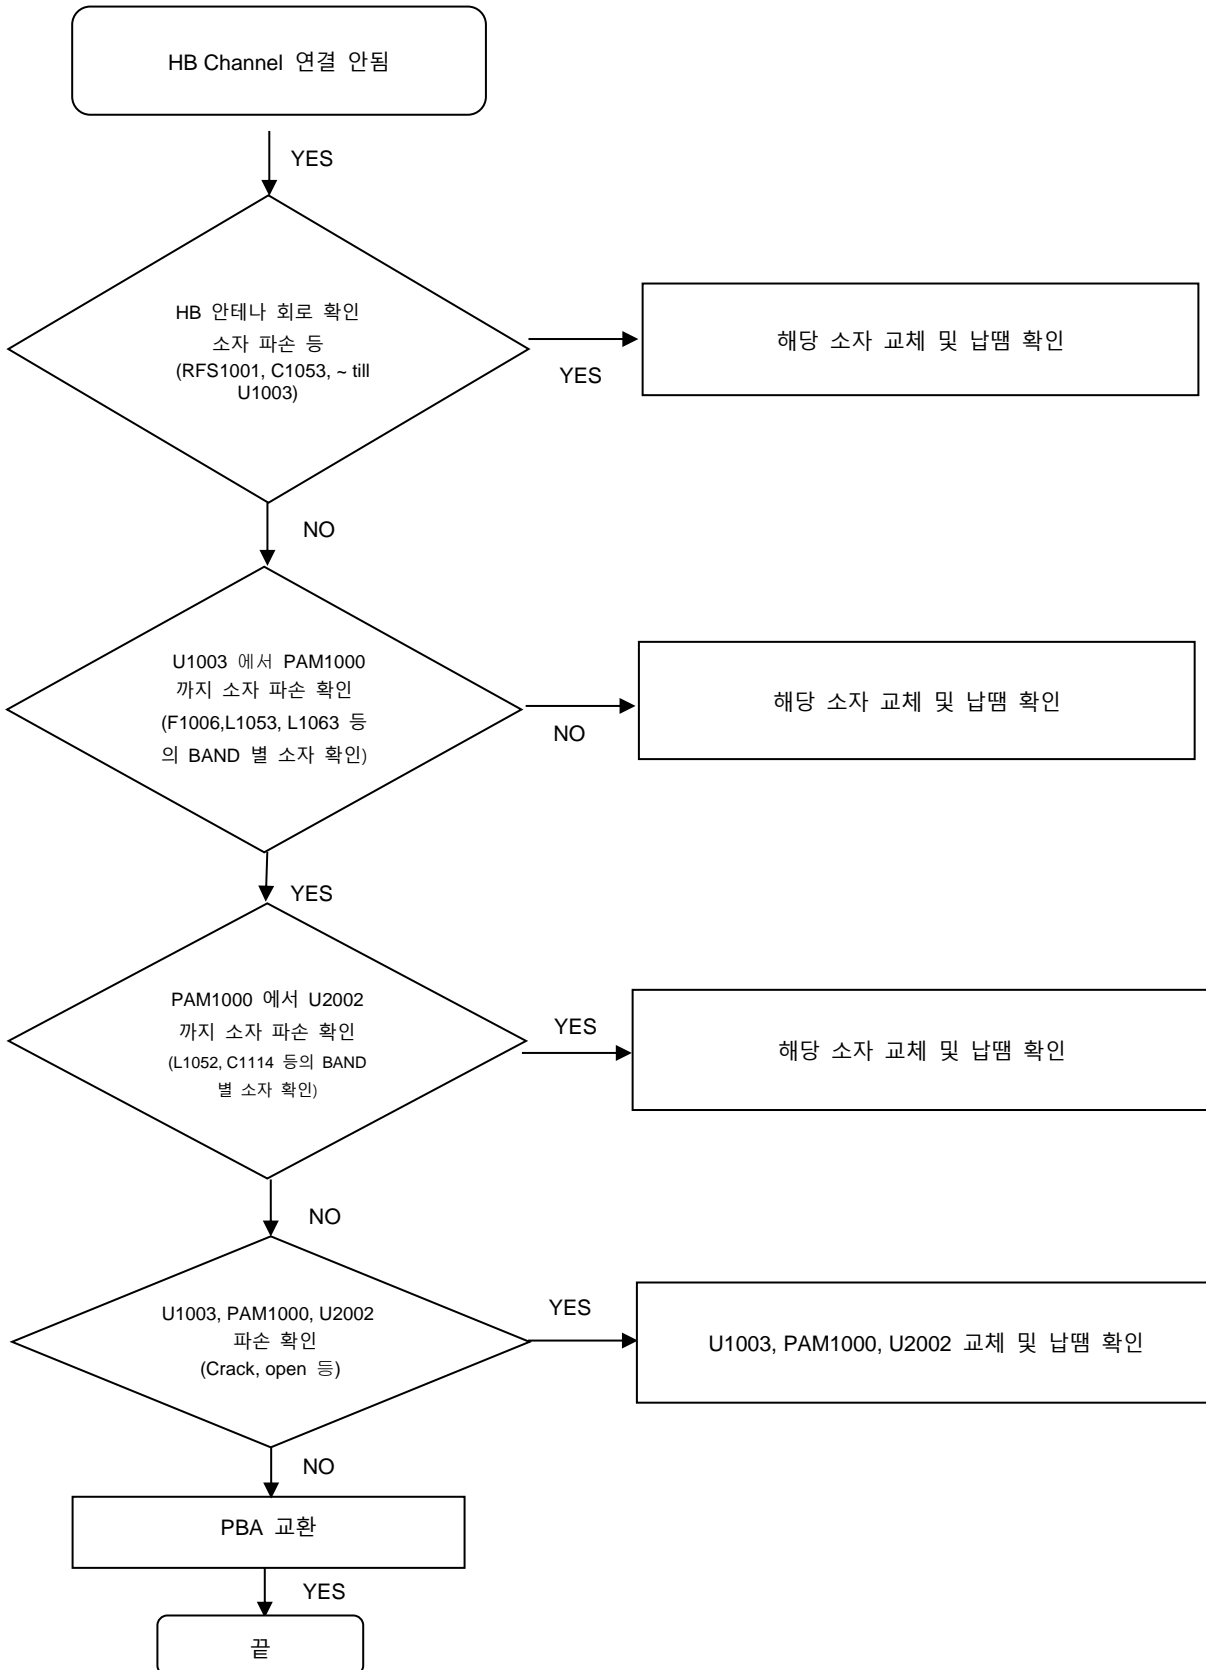 HB Channel 연결 안됨
YES
HB 안테나 회로 확인
소자 파손 등
(RFS1001, C1053, ~ till
U1003)
YES
해당 소자 교체 및 납땜 확인
NO
U1003 에서 PAM1000
까지 소자 파손 확인
(F1006,L1053, L1063 등
의 BAND 별 소자 확인)
NO
해당 소자 교체 및 납땜 확인
YES
PAM1000 에서 U2002
까지 소자 파손 확인
(L1052, C1114 등의 BAND
별 소자 확인)
YES
해당 소자 교체 및 납땜 확인
NO
U1003, PAM1000, U2002
파손 확인
(Crack, open 등)
YES
U1003, PAM1000, U2002 교체 및 납땜 확인
NO
PBA 교환
YES
끝